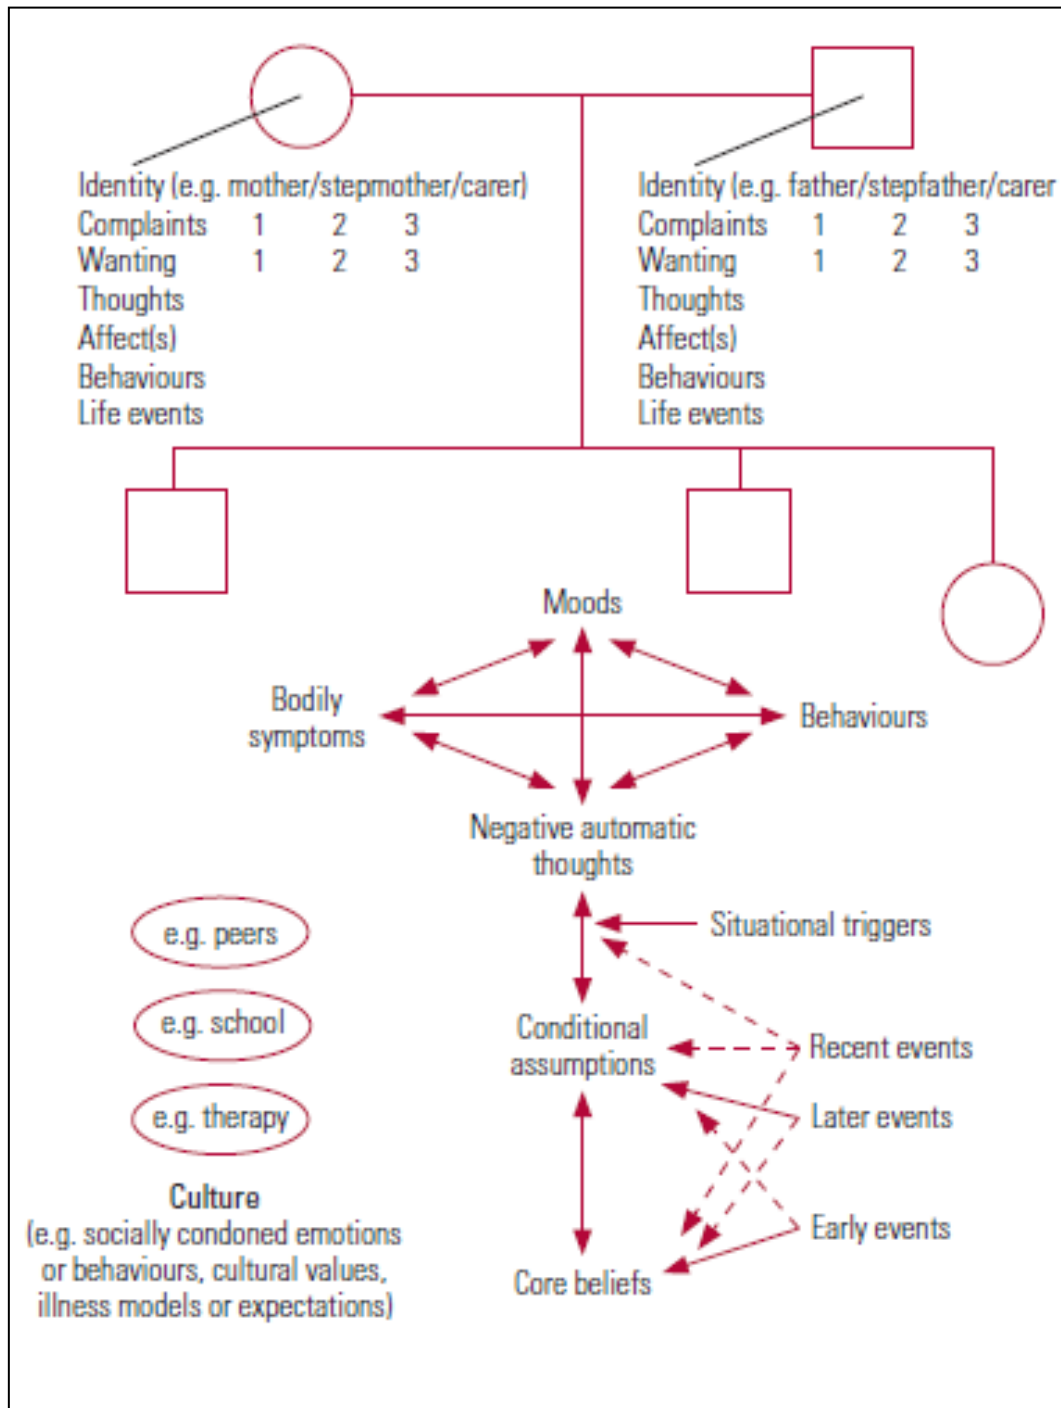 Identity (e.g. mother/stepmother/carer)
Complaints 1 2 3
Wanting 1 2 3
Thoughts
Affect(s)
Behaviours
Life events
Identity (e.g. father/stepfather/carer
Complaints 1 2 3
Wanting 1 2 3
Thoughts
Affect(s)
Behaviours
Life events
Moods
Bodily
symptoms
Behaviours
Negative automatic
thoughts
Situational triggers
Conditional
assumptions
Recent events
Later events
Early events
Core beliefs
e.g. peers
e.g. school
e.g. therapy
Culture
(e.g. socially condoned emotions
or behaviours, cultural values,
illness models or expectations)